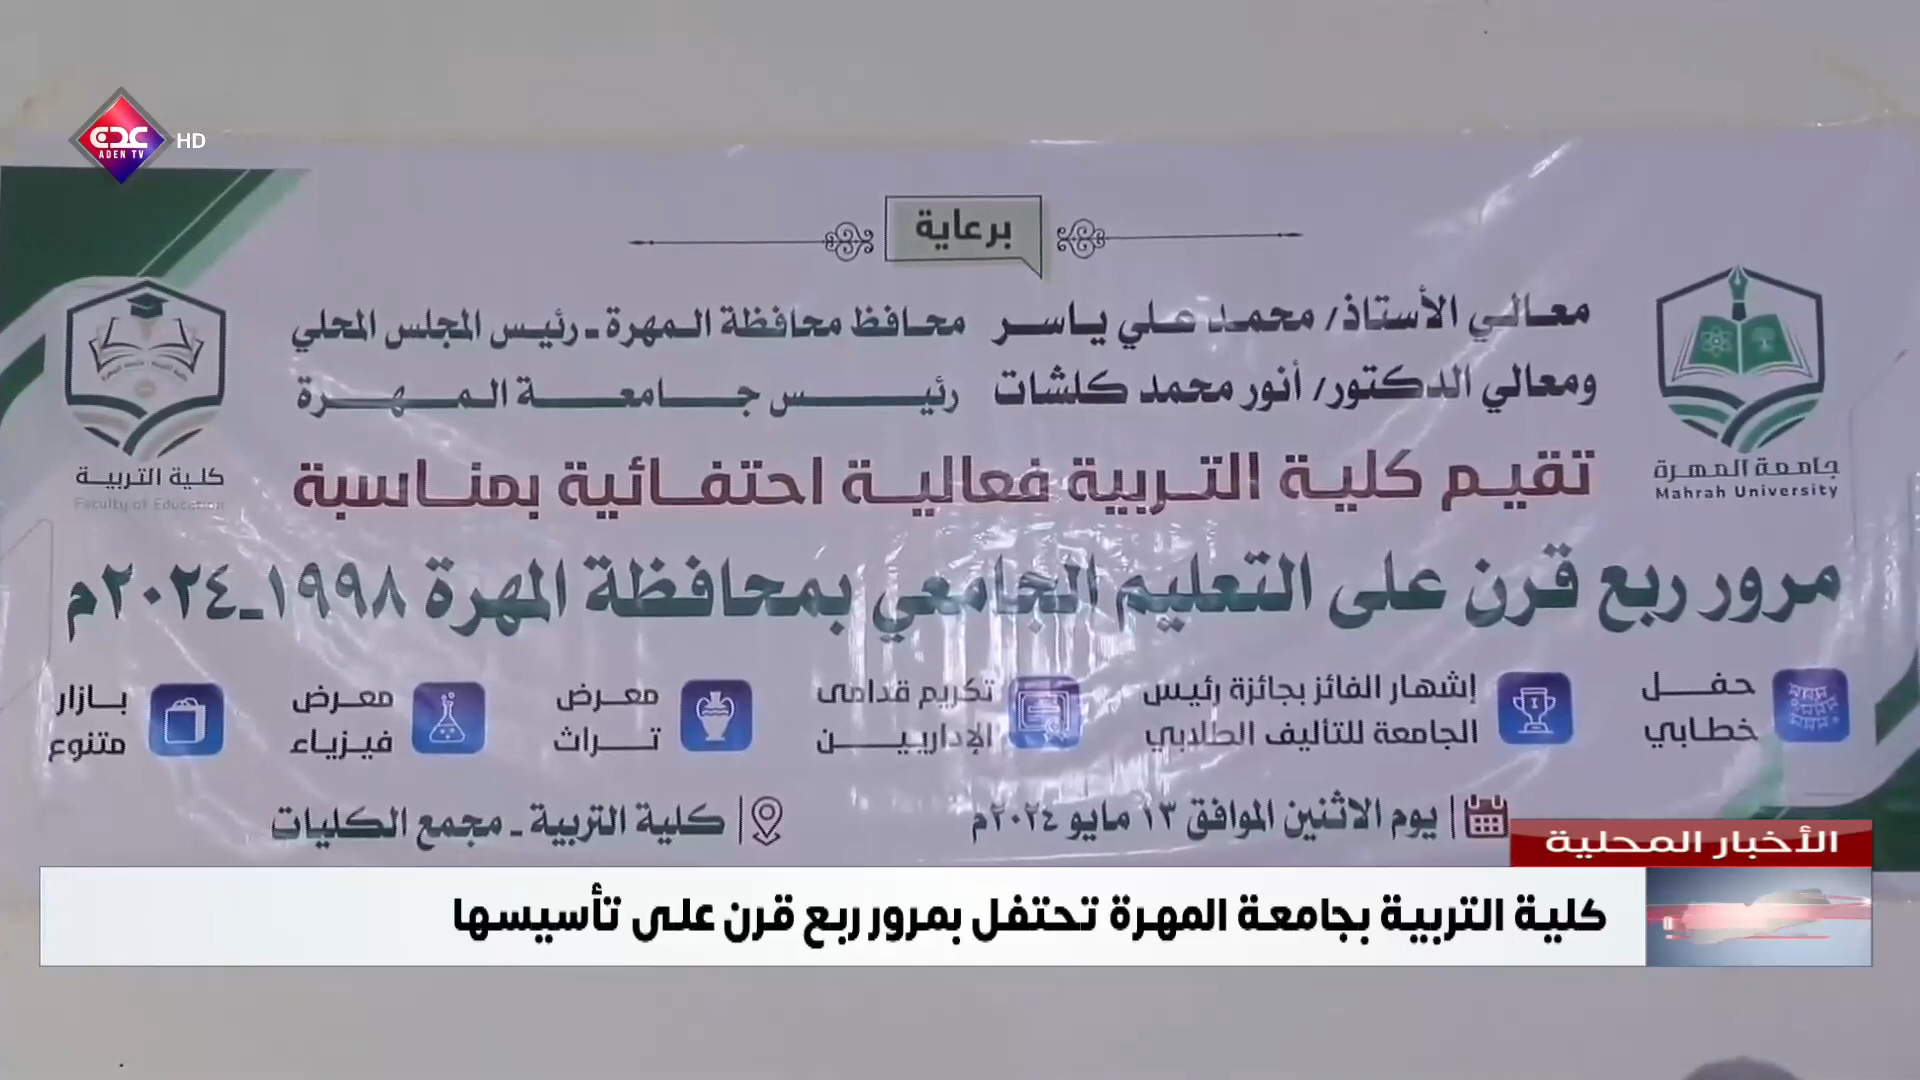 عدن
ADEN TV
HD
برعاية
معالي الأستاذ/ محمد علي ياسر محافظ محافظة المهرة - رئيس المجلس المحلي
ومعالي الدكتور/ أنور محمد كلشات رئيس جامعة المهرة
كلية التربية
Faculty of Education
جامعة المهرة
Mahrah University
تقيم كلية التربية فعالية احتفائية بمناسبة
مرور ربع قرن على التعليم الجامعي بمحافظة المهرة ١٩٩٨-٢٠٢٤م
حفل خطابي
إشهار الفائز بجائزة رئيس الجامعة للتأليف الطلابي
تكريم قدامى الإداريين
معرض تراث
معرض فيزياء
بازار متنوع
يوم الاثنين الموافق ١٣ مايو ٢٠٢٤م
كلية التربية - مجمع الكليات
الأخبار المحلية
كلية التربية بجامعة المهرة تحتفل بمرور ربع قرن على تأسيسها